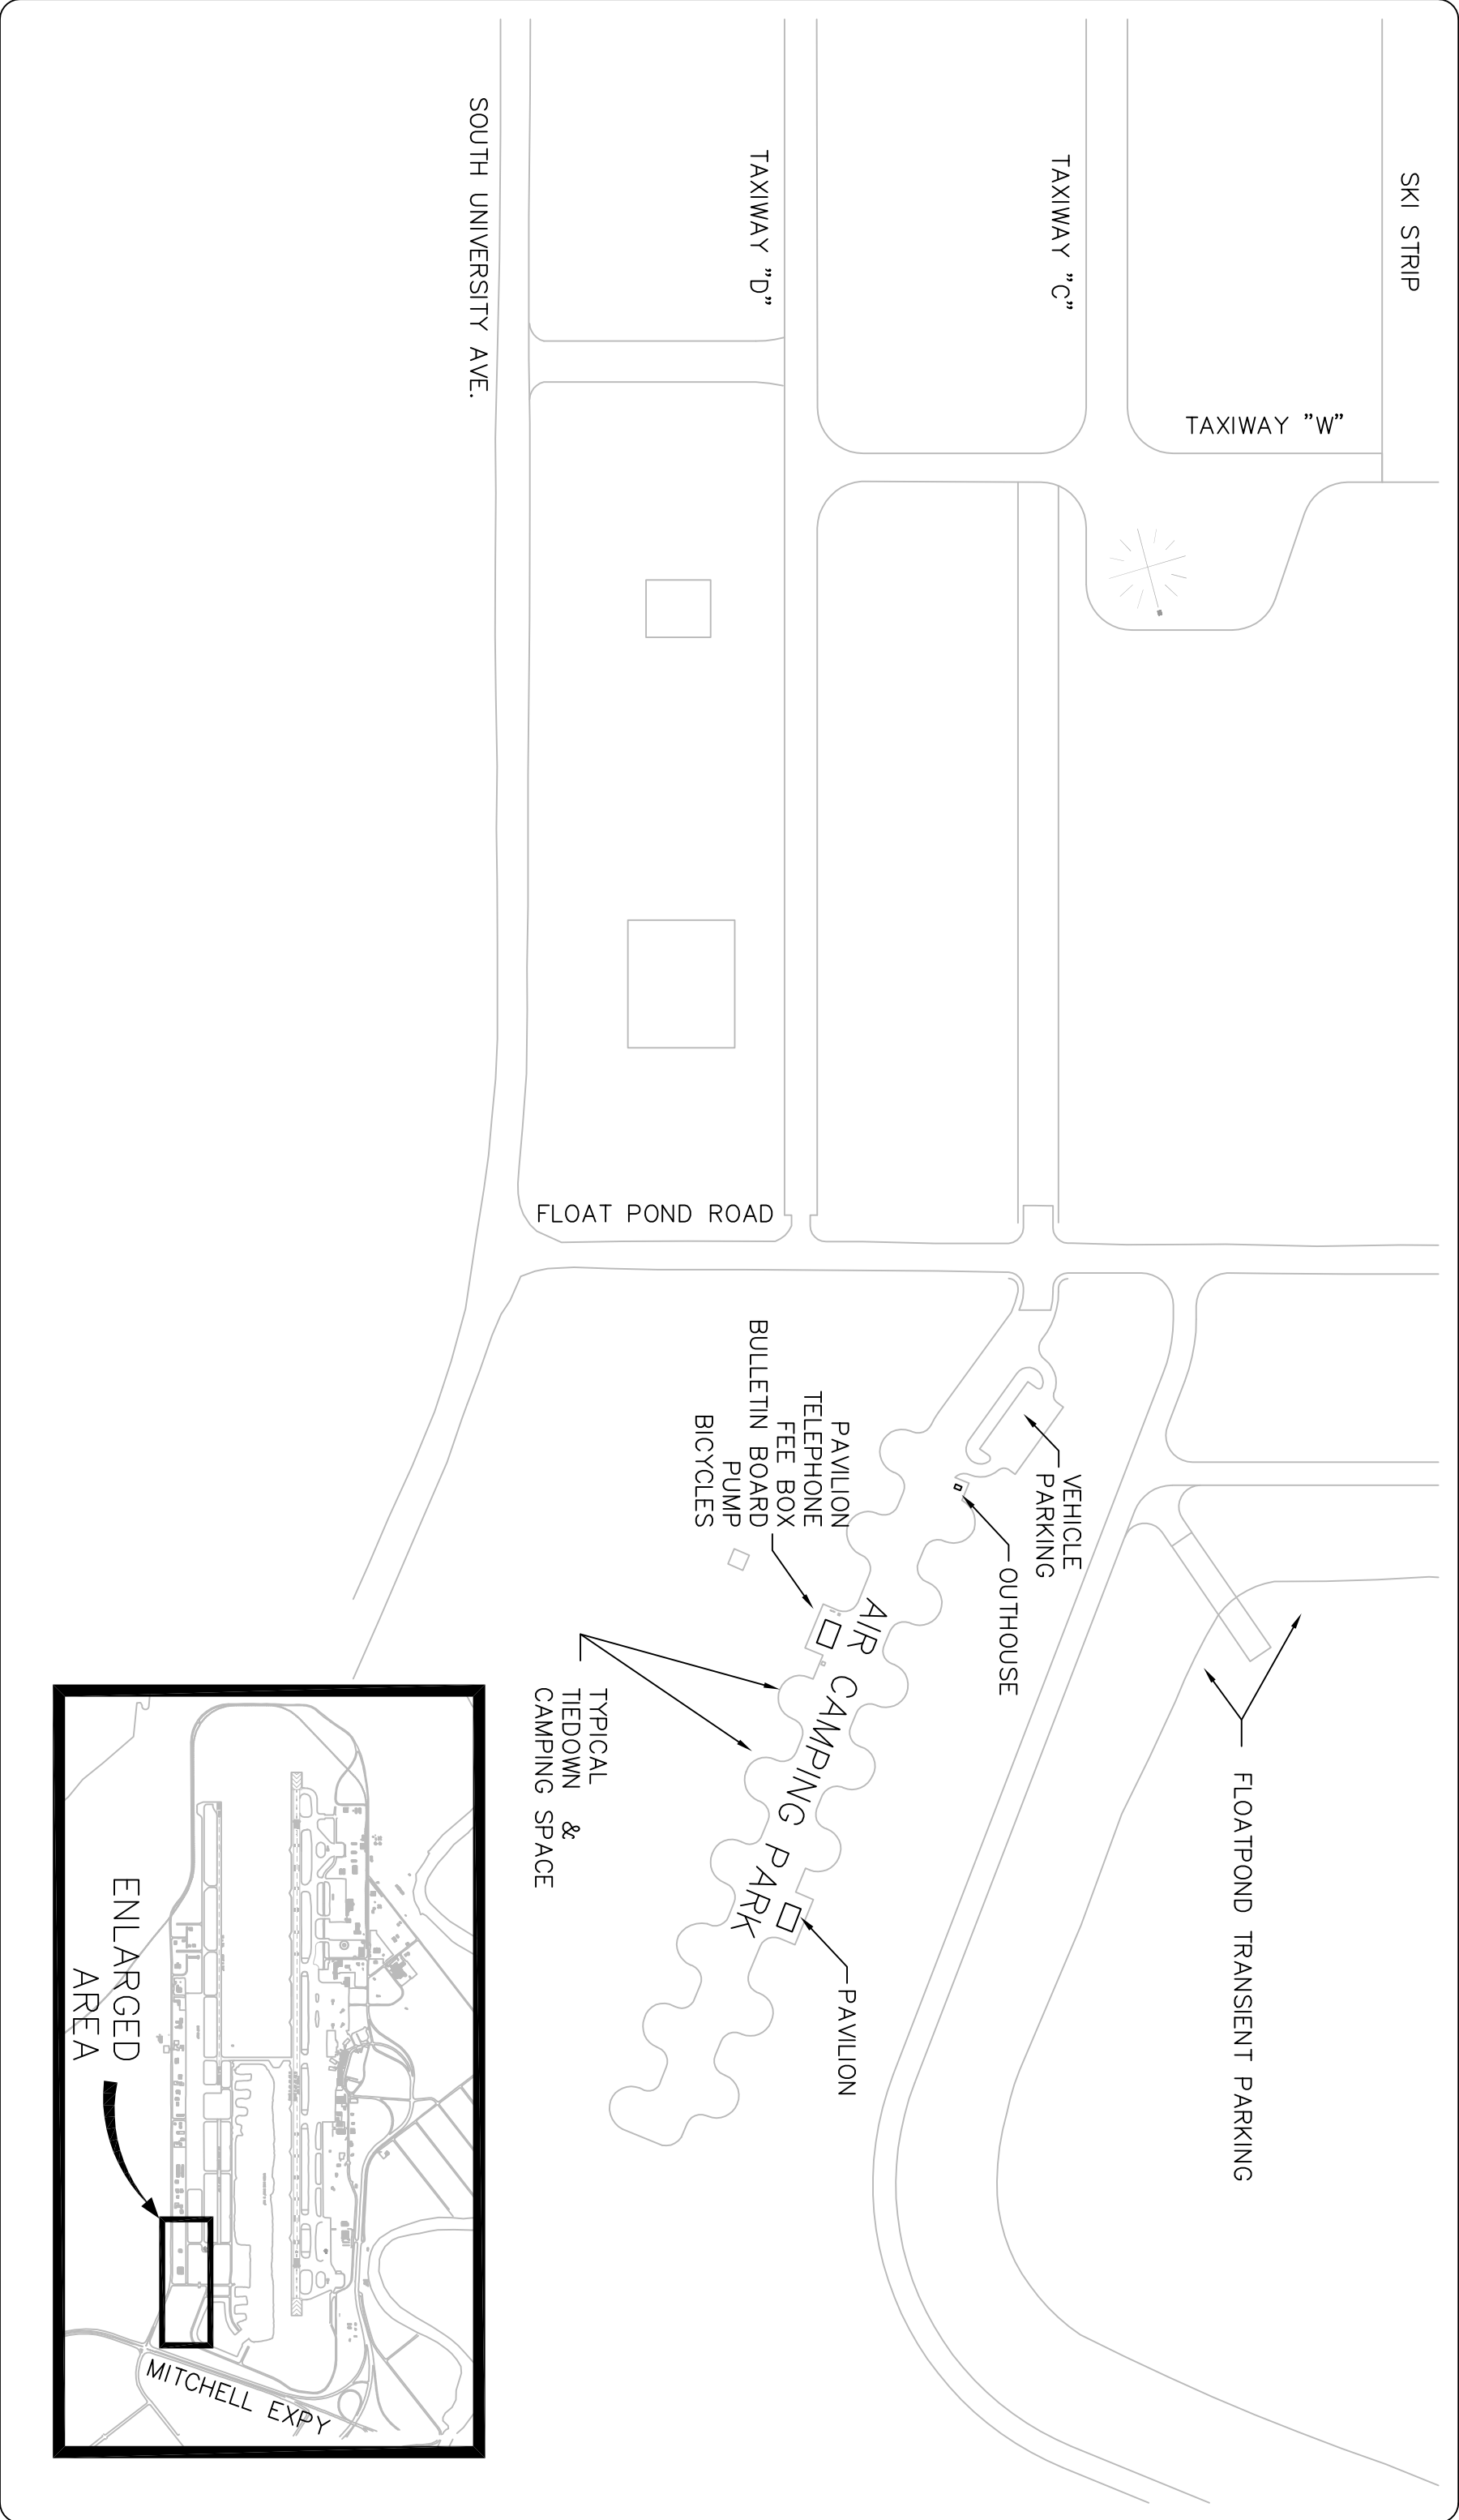 SKI STRIP
TAXIWAY "C"
TAXIWAY "D"
SOUTH UNIVERSITY AVE.
TAXIWAY "W"
FLOAT POND ROAD
VEHICLE
PARKING
OUTHOUSE
PAVILION
TELEPHONE
FEE BOX
BULLETIN BOARD
PUMP
BICYCLES
AIR CAMPING PARK
FLOATPOND TRANSIENT PARKING
PAVILION
TYPICAL
TIEDOWN &
CAMPING SPACE
ENLARGED
AREA
MITCHELL EXPY